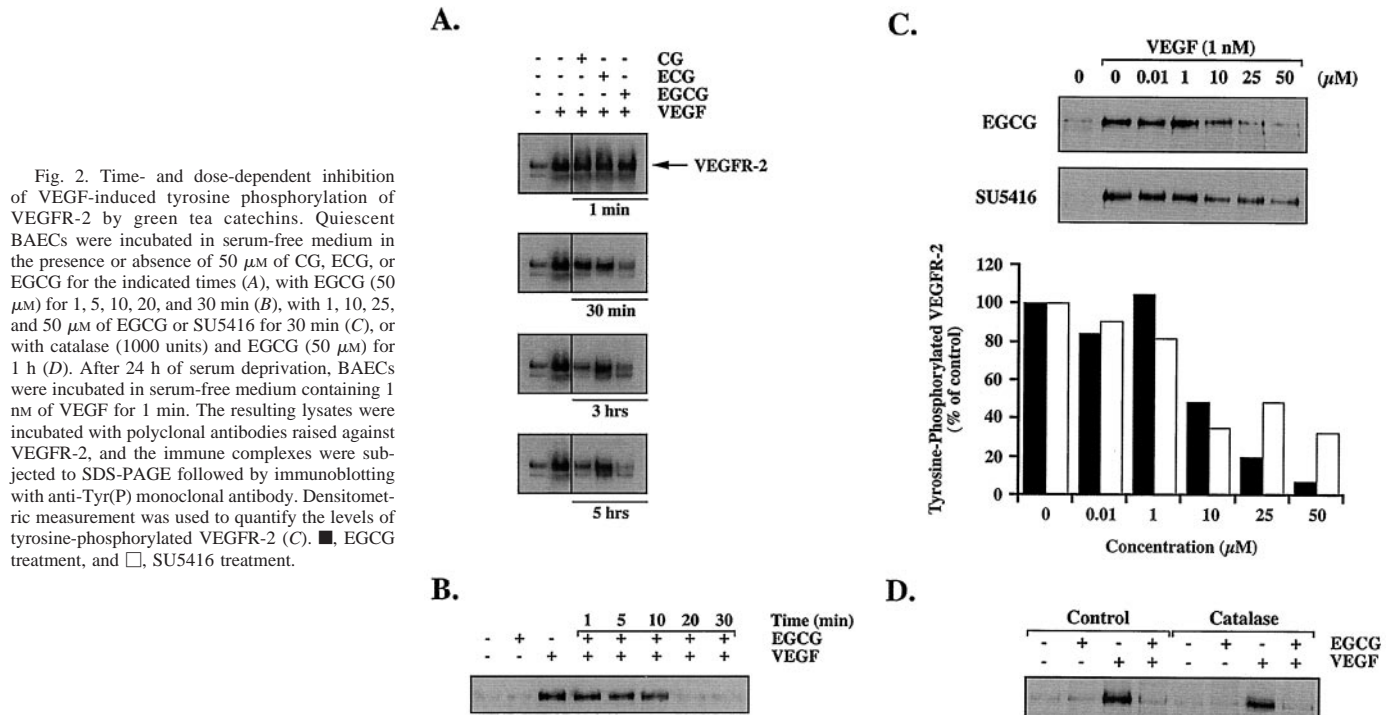 Fig. 2. Time- and dose-dependent inhibition
of VEGF-induced tyrosine phosphorylation of
VEGFR-2 by green tea catechins. Quiescent
BAECs were incubated in serum-free medium in
the presence or absence of 50 μM of CG, ECG, or
EGCG for the indicated times (A), with EGCG (50
μM) for 1, 5, 10, 20, and 30 min (B), with 1, 10, 25,
and 50 μM of EGCG or SU5416 for 30 min (C), or
with catalase (1000 units) and EGCG (50 μM) for
1 h (D). After 24 h of serum deprivation, BAECs
were incubated in serum-free medium containing 1
nM of VEGF for 1 min. The resulting lysates were
incubated with polyclonal antibodies raised against
VEGFR-2, and the immune complexes were sub-
jected to SDS-PAGE followed by immunoblotting
with anti-Tyr(P) monoclonal antibody. Densitomet-
ric measurement was used to quantify the levels of
tyrosine-phosphorylated VEGFR-2 (C). ■, EGCG
treatment, and □, SU5416 treatment.
A.
- - + - - CG
- - - + - ECG
- - - - + EGCG
- + + + + VEGF
VEGFR-2
1 min
30 min
3 hrs
5 hrs
B.
1 5 10 20 30 Time (min)
- + - + + + + + EGCG
- - + + + + + + VEGF
C.
VEGF (1 nM)
0 0 0.01 1 10 25 50 (μM)
EGCG
SU5416
Tyrosine-Phosphorylated VEGFR-2
(% of control)
120
100
80
60
40
20
0
0 0.01 1 10 25 50
Concentration (μM)
D.
Control Catalase
- + - + - + - + EGCG
- - + + - - + + VEGF